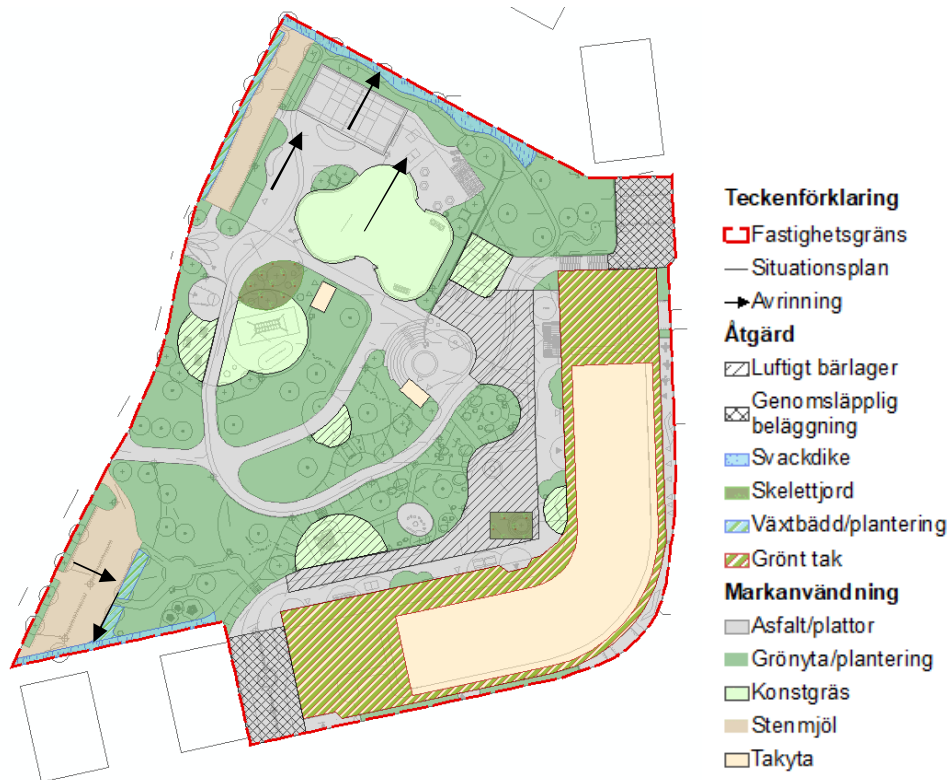 Teckenförklaring
Fastighetsgräns
Situationsplan
Avrinning
Åtgärd
Luftigt bärlager
Genomsläpplig
beläggning
Svackdike
Skelettjord
Växtbädd/plantering
Grönt tak
Markanvändning
Asfalt/plattor
Grönyta/plantering
Konstgräs
Stenmjöl
Takyta